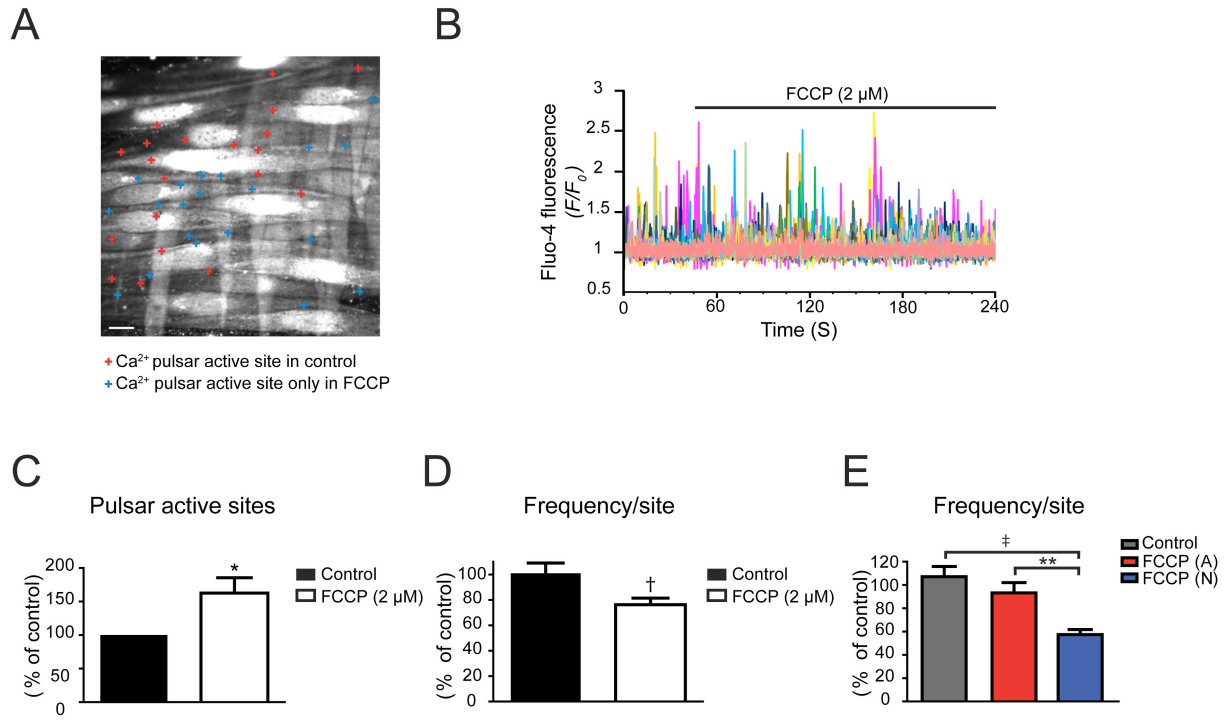 A
B
+ Ca2+ pulsar active site in control
+ Ca2+ pulsar active site only in FCCP
FCCP (2 µM)
Fluo-4 fluorescence
(F/F0)
3
2.5
2
1.5
1
0.5
0
60
120
180
240
Time (S)
C
Pulsar active sites
(% of control)
200
150
100
50
0
*
Control
FCCP (2 µM)
D
Frequency/site
(% of control)
100
80
60
40
20
0
†
Control
FCCP (2 µM)
E
Frequency/site
(% of control)
120
100
80
60
40
20
0
‡
**
Control
FCCP (A)
FCCP (N)